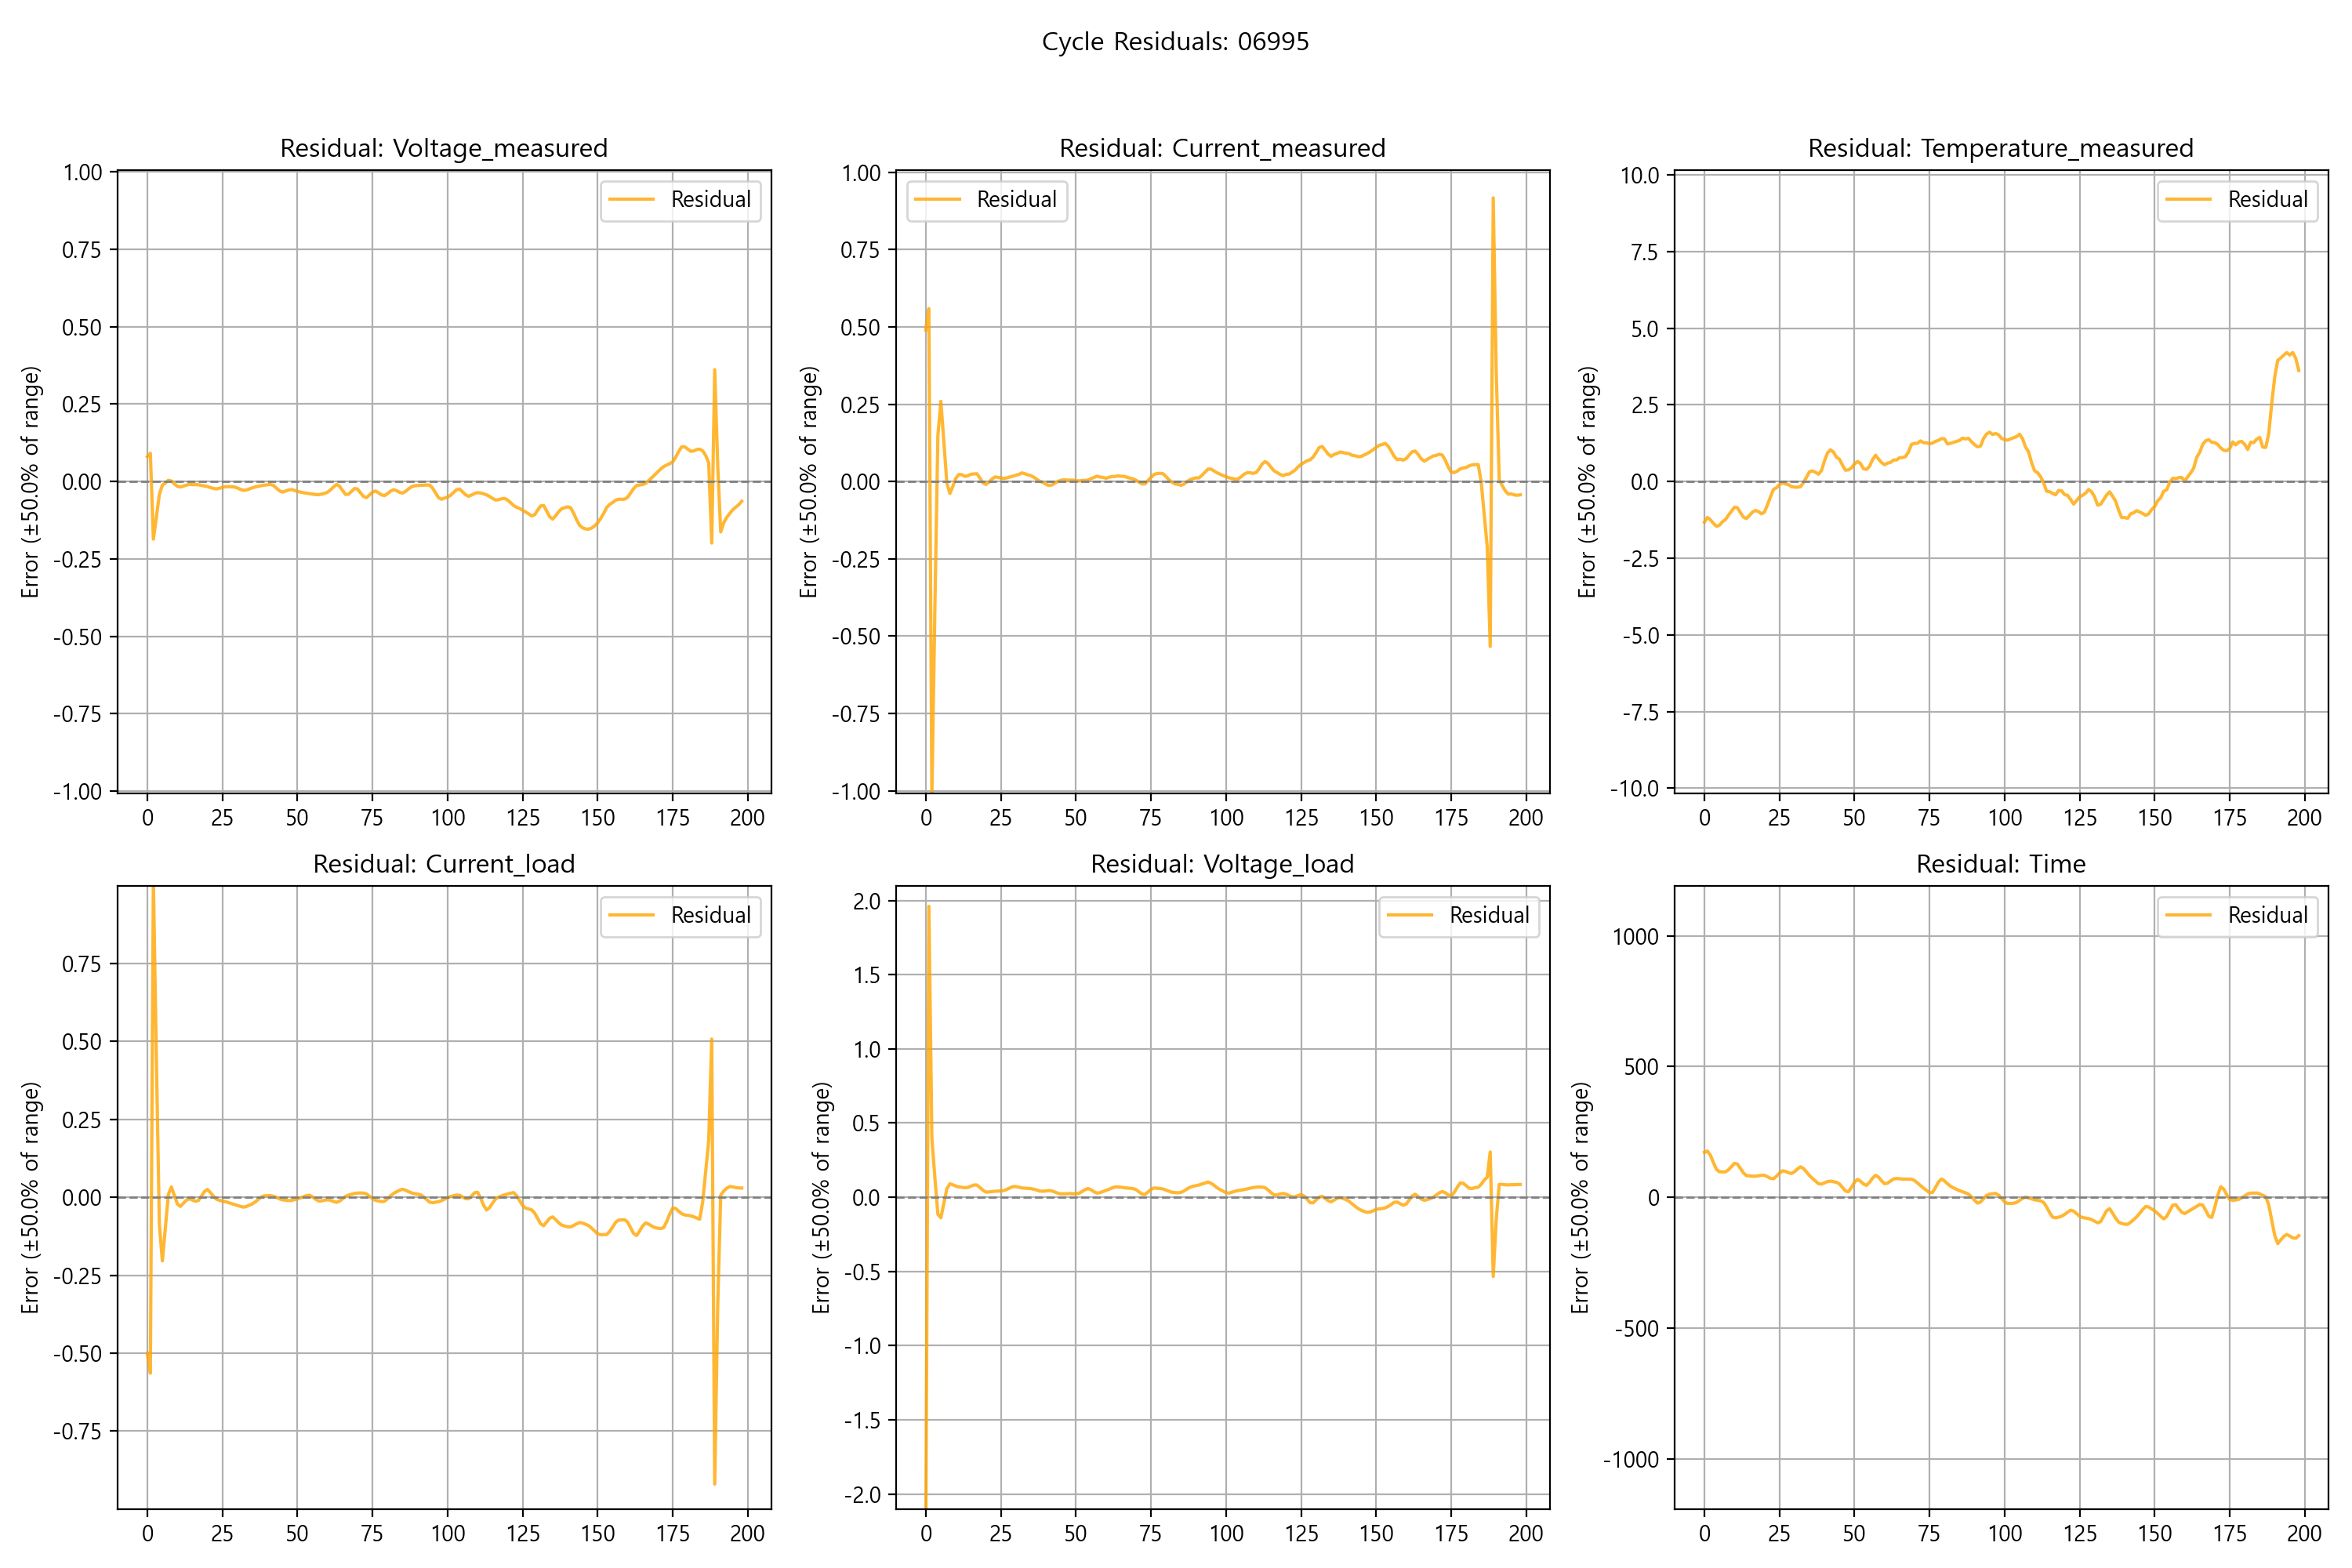 Cycle Residuals: 06995
Residual: Voltage_measured
Error (±50.0% of range)
1.00
0.75
0.50
0.25
0.00
-0.25
-0.50
-0.75
-1.00
0 25 50 75 100 125 150 175 200
Residual
Residual: Current_measured
Error (±50.0% of range)
1.00
0.75
0.50
0.25
0.00
-0.25
-0.50
-0.75
-1.00
0 25 50 75 100 125 150 175 200
Residual
Residual: Temperature_measured
Error (±50.0% of range)
10.0
7.5
5.0
2.5
0.0
-2.5
-5.0
-7.5
-10.0
0 25 50 75 100 125 150 175 200
Residual
Residual: Current_load
Error (±50.0% of range)
0.75
0.50
0.25
0.00
-0.25
-0.50
-0.75
0 25 50 75 100 125 150 175 200
Residual
Residual: Voltage_load
Error (±50.0% of range)
2.0
1.5
1.0
0.5
0.0
-0.5
-1.0
-1.5
-2.0
0 25 50 75 100 125 150 175 200
Residual
Residual: Time
Error (±50.0% of range)
1000
500
0
-500
-1000
0 25 50 75 100 125 150 175 200
Residual